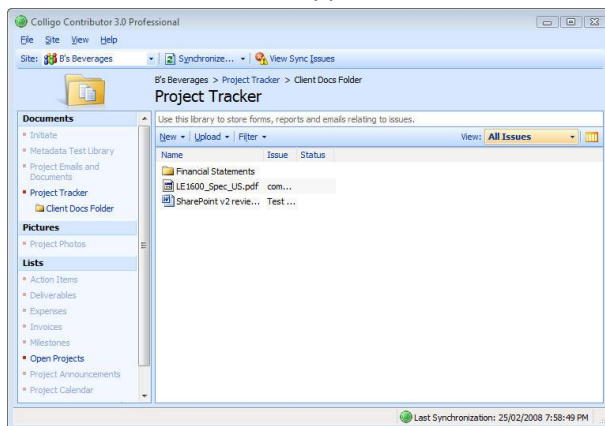 Colligo Contributor 3.0 Professional
File Site View Help
Site: B's Beverages Synchronize... View Sync Issues
B's Beverages > Project Tracker > Client Docs Folder
Project Tracker
Documents
Initiate
Metadata Test Library
Project Emails and
Documents
Project Tracker
Client Docs Folder
Pictures
Project Photos
Lists
Action Items
Deliverables
Expenses
Invoices
Milestones
Open Projects
Project Announcements
Project Calendar
Use this library to store forms, reports and emails relating to issues.
New Upload Filter View: All Issues
Name Issue Status
Financial Statements
LE1600_Spec_US.pdf com...
SharePoint v2 revie... Test ...
Last Synchronization: 25/02/2008 7:58:49 PM